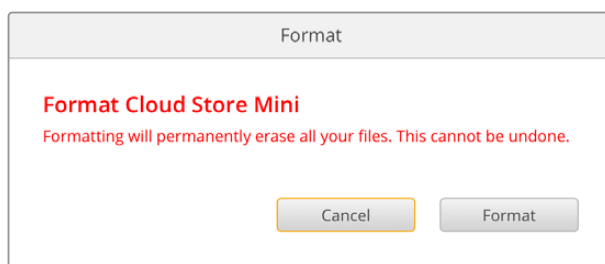 Format
Format Cloud Store Mini
Formatting will permanently erase all your files. This cannot be undone.
Cancel Format